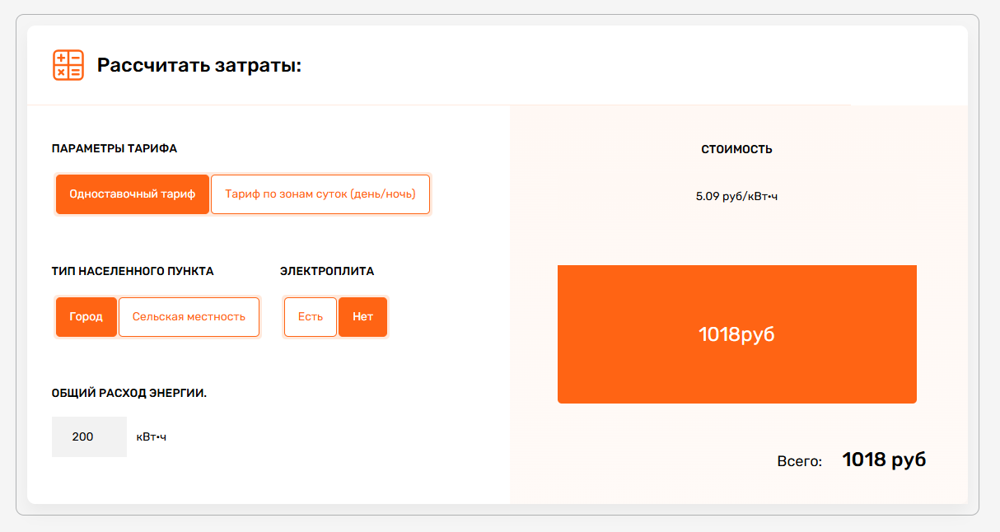 Рассчитать затраты:
ПАРАМЕТРЫ ТАРИФА
Одноставочный тариф
Тариф по зонам суток (день/ночь)
ТИП НАСЕЛЕННОГО ПУНКТА
Город
Сельская местность
ЭЛЕКТРОПЛИТА
Есть
Нет
ОБЩИЙ РАСХОД ЭНЕРГИИ.
200 кВт•ч
СТОИМОСТЬ
5.09 руб/кВт•ч
1018руб
Всего: 1018 руб